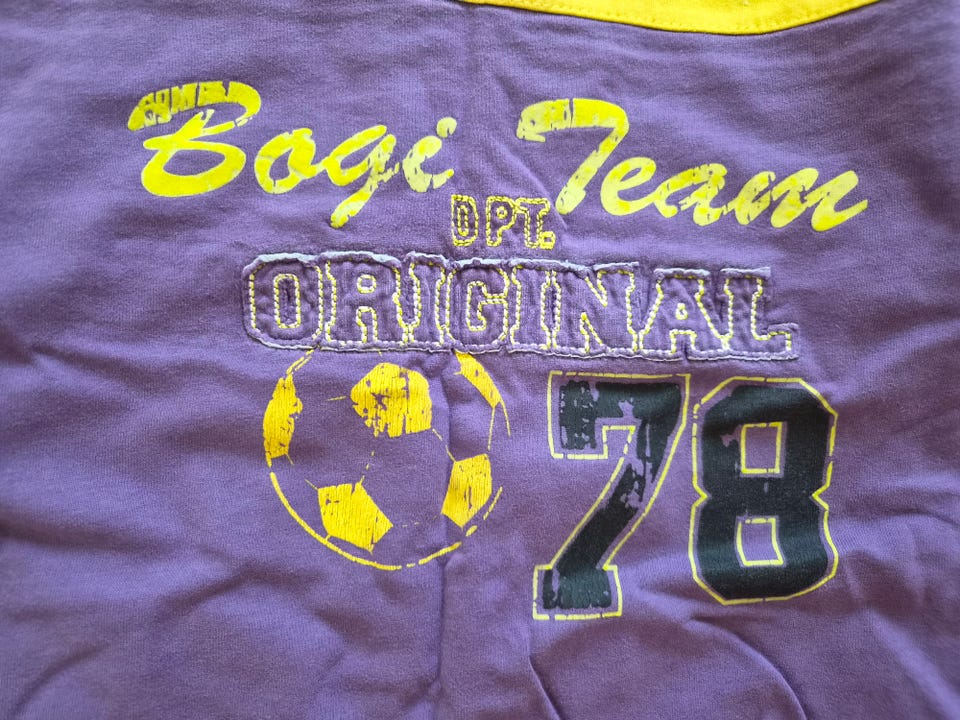 Bogi Team
DPT.
ORIGINAL
78